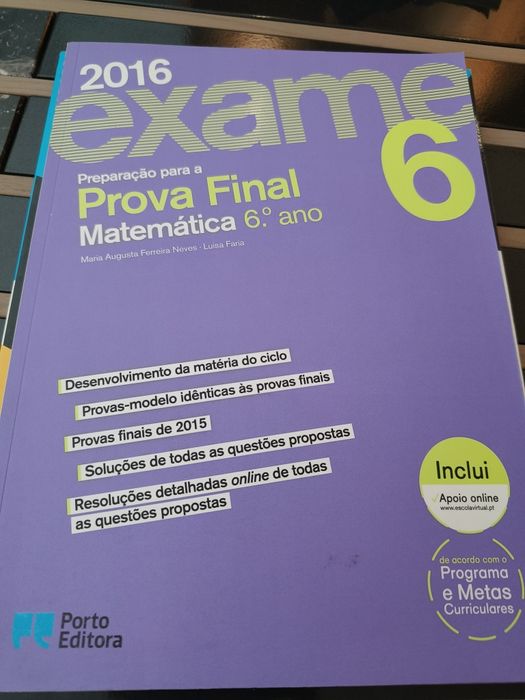 2016
exame
6
Preparação para a
Prova Final
Matemática 6.º ano
Maria Augusta Ferreira Neves · Luísa Faria
Desenvolvimento da matéria do ciclo
Provas-modelo idênticas às provas finais
Provas finais de 2015
Soluções de todas as questões propostas
Resoluções detalhadas online de todas
as questões propostas
Inclui
Apoio online
www.escolavirtual.pt
de acordo com o
Programa
e Metas
Curriculares
Porto
Editora